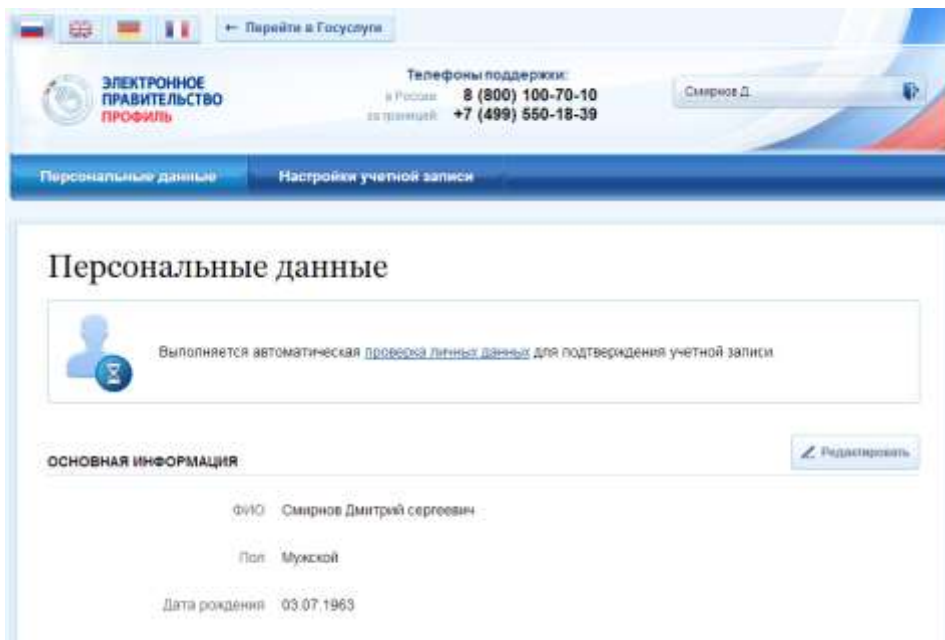 ← Перейти в Госуслуги
ЭЛЕКТРОННОЕ
ПРАВИТЕЛЬСТВО
ПРОФИЛЬ
Телефоны поддержки:
в России 8 (800) 100-70-10
за границей +7 (499) 550-18-39
Смирнов Д.
Персональные данные Настройки учетной записи
Персональные данные
Выполняется автоматическая проверка личных данных для подтверждения учетной записи
ОСНОВНАЯ ИНФОРМАЦИЯ
Редактировать
ФИО Смирнов Дмитрий сергеевич
Пол Мужской
Дата рождения 03.07.1963